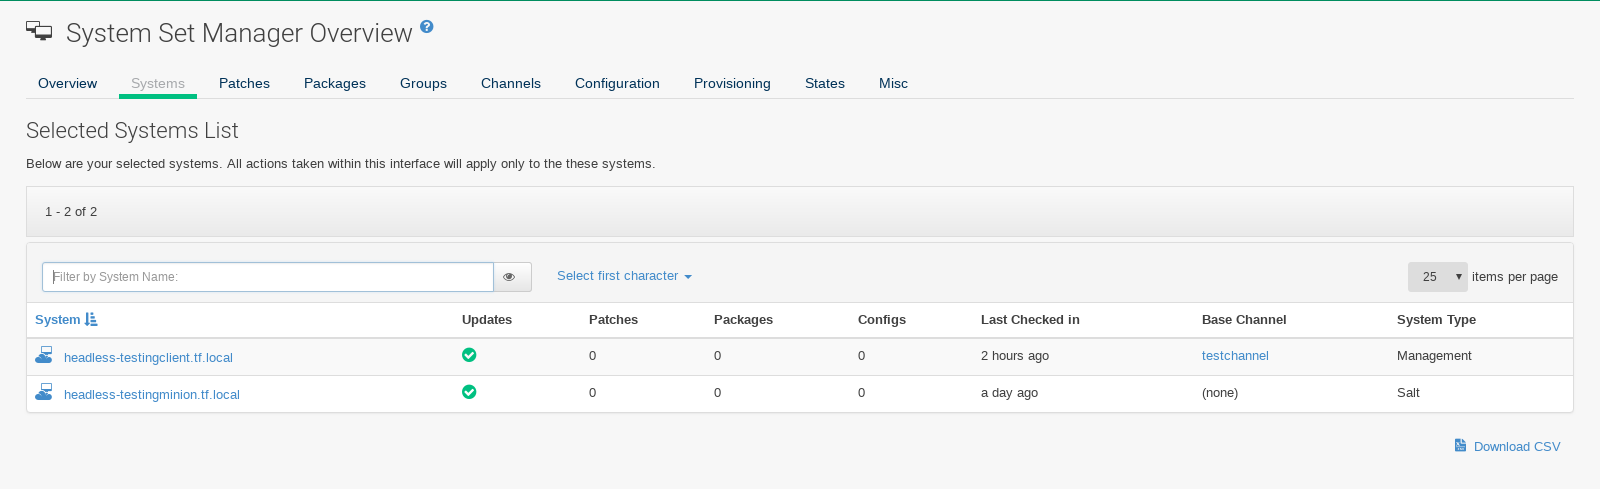 System Set Manager Overview ?
Overview Systems Patches Packages Groups Channels Configuration Provisioning States Misc
Selected Systems List
Below are your selected systems. All actions taken within this interface will apply only to the these systems.
1 - 2 of 2
Filter by System Name: Select first character 25 items per page
System Updates Patches Packages Configs Last Checked in Base Channel System Type
headless-testingclient.tf.local 0 0 0 2 hours ago testchannel Management
headless-testingminion.tf.local 0 0 0 a day ago (none) Salt
Download CSV